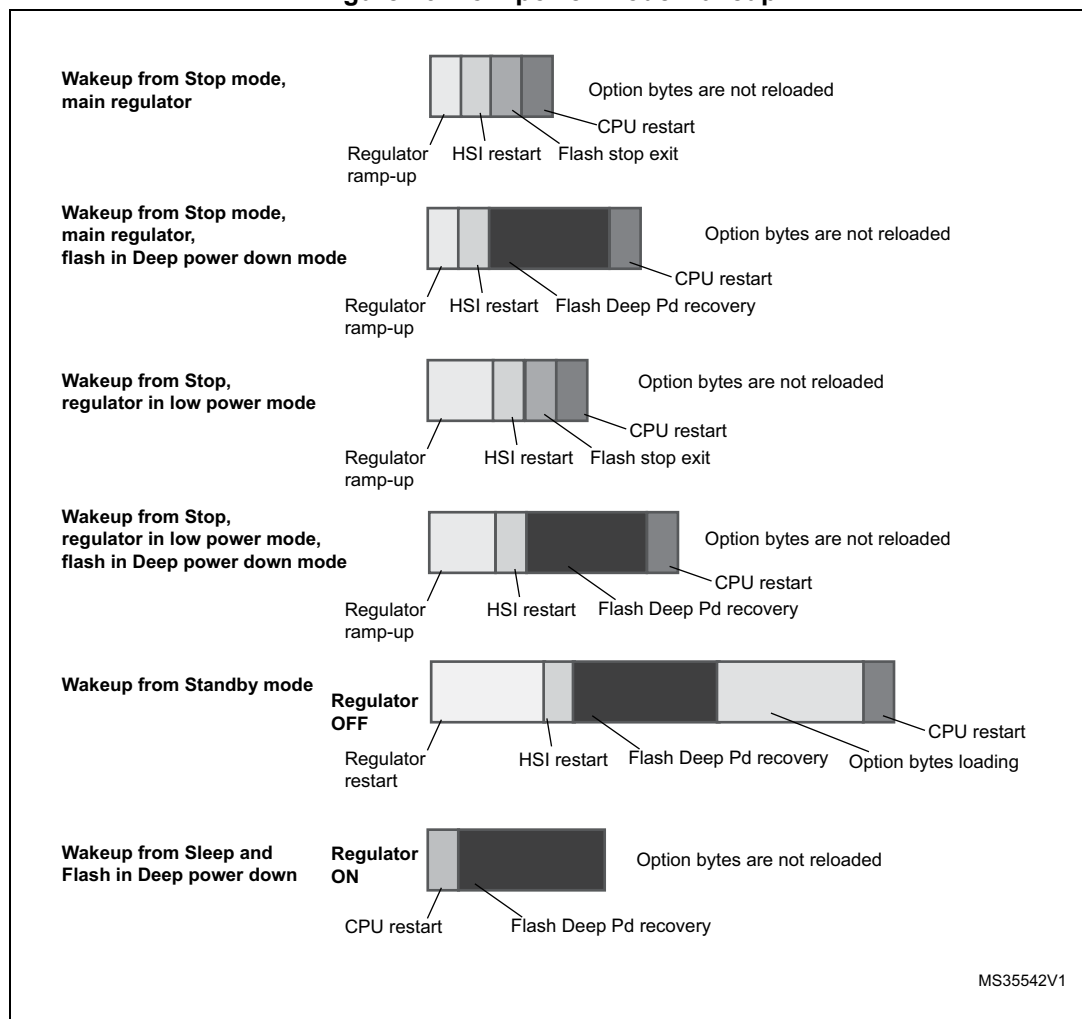 Wakeup from Stop mode,
main regulator
Option bytes are not reloaded
CPU restart
Regulator
ramp-up
HSI restart
Flash stop exit
Wakeup from Stop mode,
main regulator,
flash in Deep power down mode
Option bytes are not reloaded
CPU restart
Regulator
ramp-up
HSI restart
Flash Deep Pd recovery
Wakeup from Stop,
regulator in low power mode
Option bytes are not reloaded
CPU restart
Regulator
ramp-up
HSI restart
Flash stop exit
Wakeup from Stop,
regulator in low power mode,
flash in Deep power down mode
Option bytes are not reloaded
CPU restart
Regulator
ramp-up
HSI restart
Flash Deep Pd recovery
Wakeup from Standby mode
Regulator
OFF
CPU restart
Regulator
restart
HSI restart
Flash Deep Pd recovery
Option bytes loading
Wakeup from Sleep and
Flash in Deep power down
Regulator
ON
Option bytes are not reloaded
CPU restart
Flash Deep Pd recovery
MS35542V1